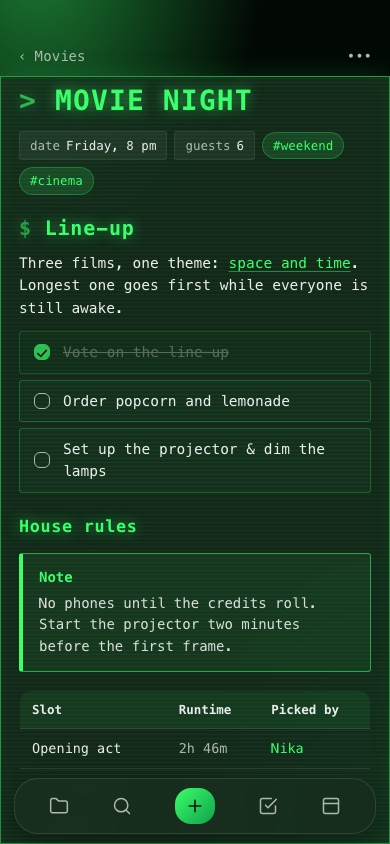 ‹ Movies
> MOVIE NIGHT
date Friday, 8 pm guests 6 #weekend
#cinema
$ Line-up
Three films, one theme: space and time.
Longest one goes first while everyone is
still awake.
Vote on the line-up
Order popcorn and lemonade
Set up the projector & dim the
lamps
House rules
Note
No phones until the credits roll.
Start the projector two minutes
before the first frame.
Slot Runtime Picked by
Opening act 2h 46m Nika